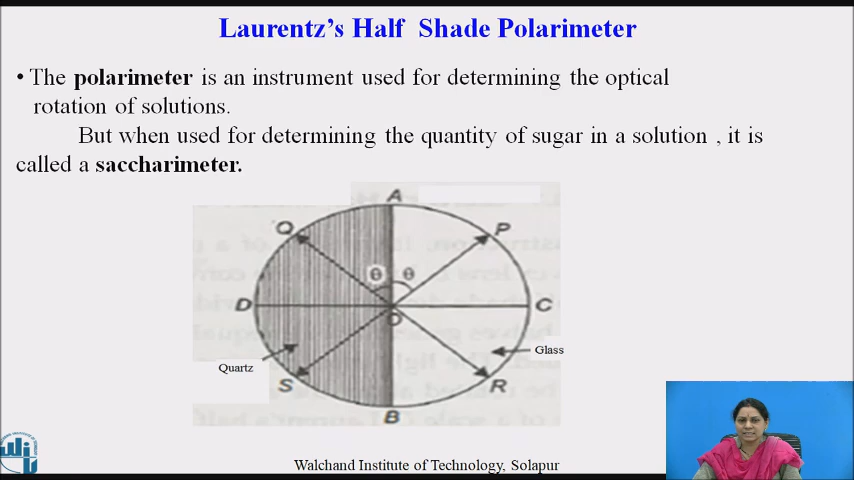 Laurentz's Half Shade Polarimeter
• The polarimeter is an instrument used for determining the optical
rotation of solutions.
But when used for determining the quantity of sugar in a solution , it is
called a saccharimeter.
A
Q
P
θ θ
D
O
C
Glass
Quartz
S
R
B
Walchand Institute of Technology, Solapur